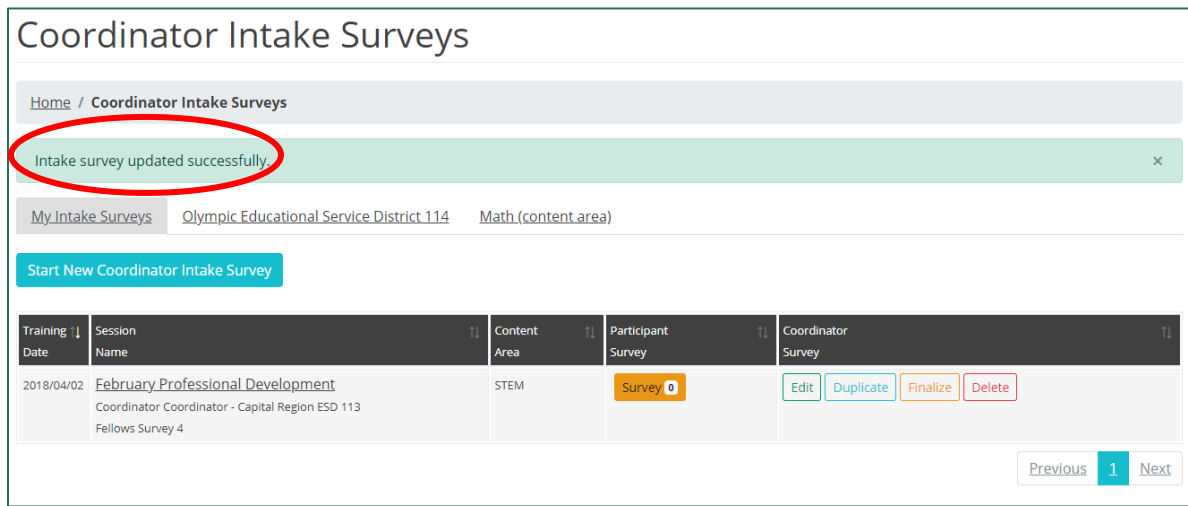 Coordinator Intake Surveys
Home / Coordinator Intake Surveys
Intake survey updated successfully. ×
My Intake Surveys Olympic Educational Service District 114 Math (content area)
Start New Coordinator Intake Survey
Training Date Session Name Content Area Participant Survey Coordinator Survey
2018/04/02 February Professional Development STEM Survey 0 Edit Duplicate Finalize Delete
Coordinator Coordinator - Capital Region ESD 113
Fellows Survey 4
Previous 1 Next